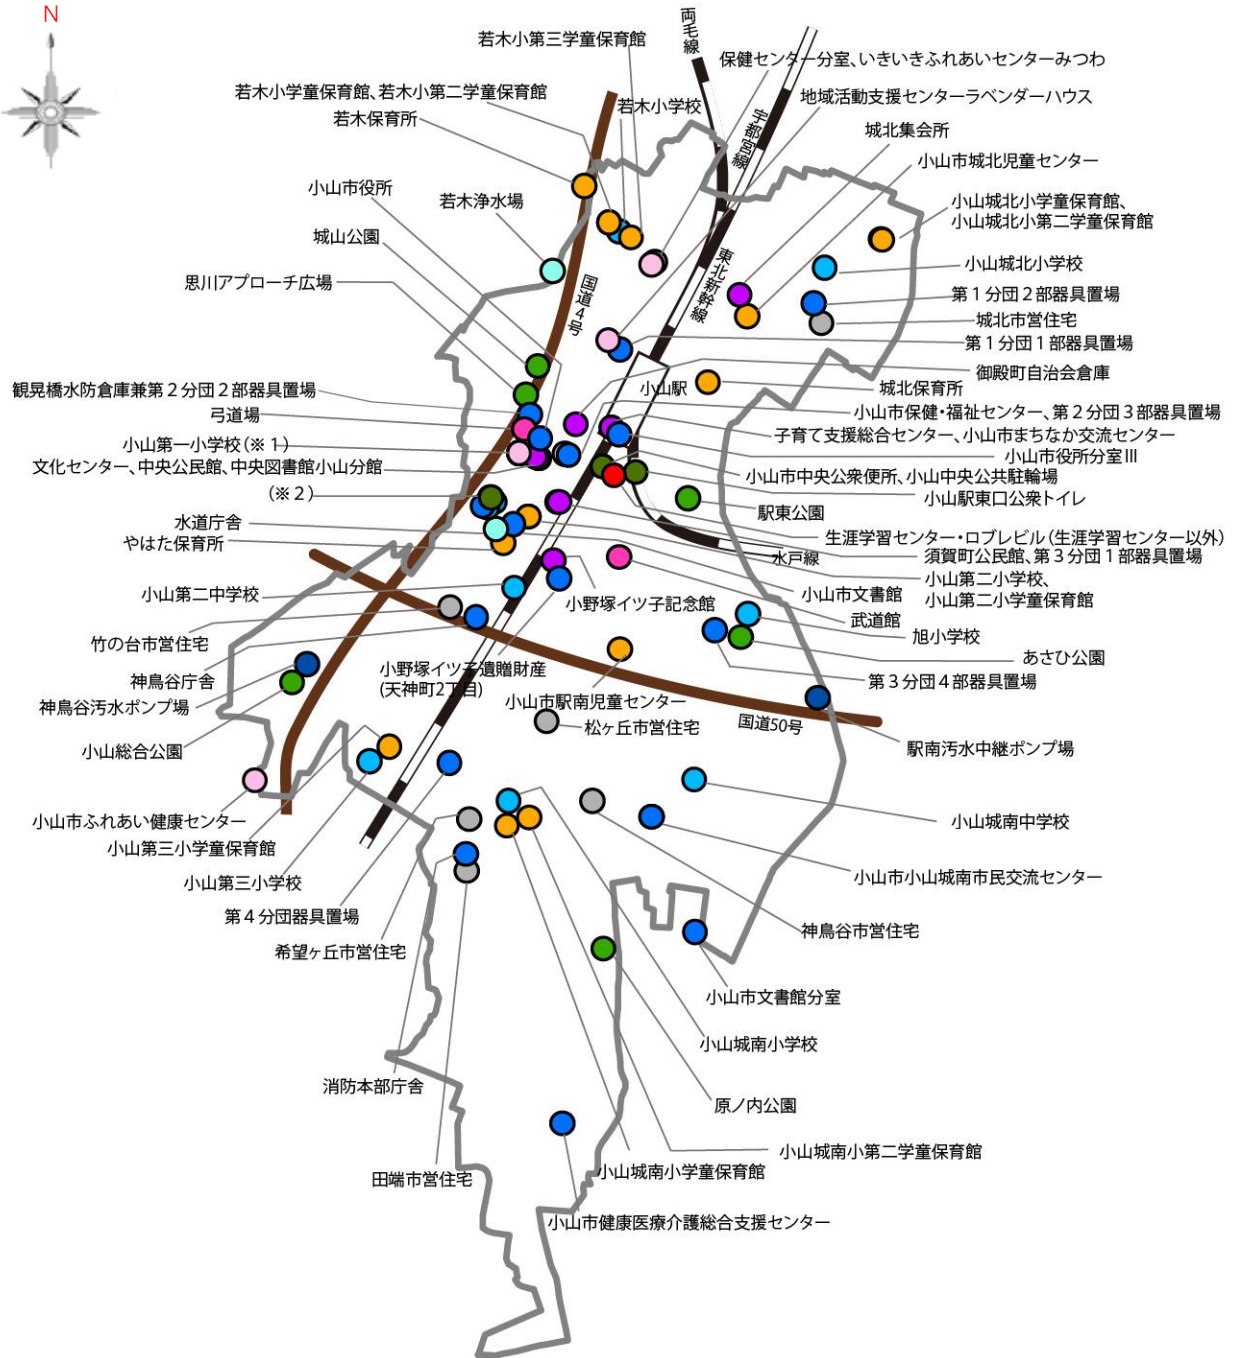 N
両毛線
若木小第三学童保育館
保健センター分室、いきいきふれあいセンターみつわ
若木小学童保育館、若木小第二学童保育館
若木小学校
地域活動支援センターラベンダーハウス
若木保育所
宇都宮線
城北集会所
小山市城北児童センター
小山市役所
若木浄水場
小山城北小学童保育館、
小山城北小第二学童保育館
城山公園
小山城北小学校
思川アプローチ広場
国道4号
東北新幹線
第1分団2部器具置場
城北市営住宅
第1分団1部器具置場
御殿町自治会倉庫
観晃橋水防倉庫兼第2分団2部器具置場
小山駅
城北保育所
弓道場
小山市保健・福祉センター、第2分団3部器具置場
子育て支援総合センター、小山市まちなか交流センター
小山第一小学校(※1)
小山市役所分室Ⅲ
文化センター、中央公民館、中央図書館小山分館
小山市中央公衆便所、小山中央公共駐輪場
(※2)
小山駅東口公衆トイレ
駅東公園
水道庁舎
生涯学習センター・ロブレビル(生涯学習センター以外)
やはた保育所
須賀町公民館、第3分団1部器具置場
水戸線
小山第二小学校、
小山第二小学童保育館
小山第二中学校
小山市文書館
小野塚イツ子記念館
武道館
竹の台市営住宅
旭小学校
あさひ公園
神鳥谷庁舎
小野塚イツ子遺贈財産
(天神町2丁目)
第3分団4部器具置場
神鳥谷汚水ポンプ場
小山市駅南児童センター
松ヶ丘市営住宅
国道50号
小山総合公園
駅南汚水中継ポンプ場
小山市ふれあい健康センター
小山城南中学校
小山第三小学童保育館
小山第三小学校
小山市小山城南市民交流センター
第4分団器具置場
神鳥谷市営住宅
希望ヶ丘市営住宅
小山市文書館分室
小山城南小学校
消防本部庁舎
原ノ内公園
小山城南小第二学童保育館
田端市営住宅
小山城南小学童保育館
小山市健康医療介護総合支援センター